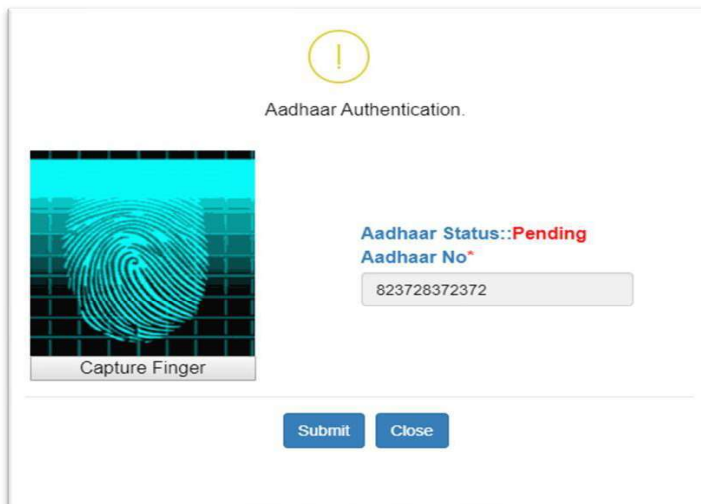 !
Aadhaar Authentication.
Aadhaar Status::Pending
Aadhaar No*
823728372372
Capture Finger
Submit
Close